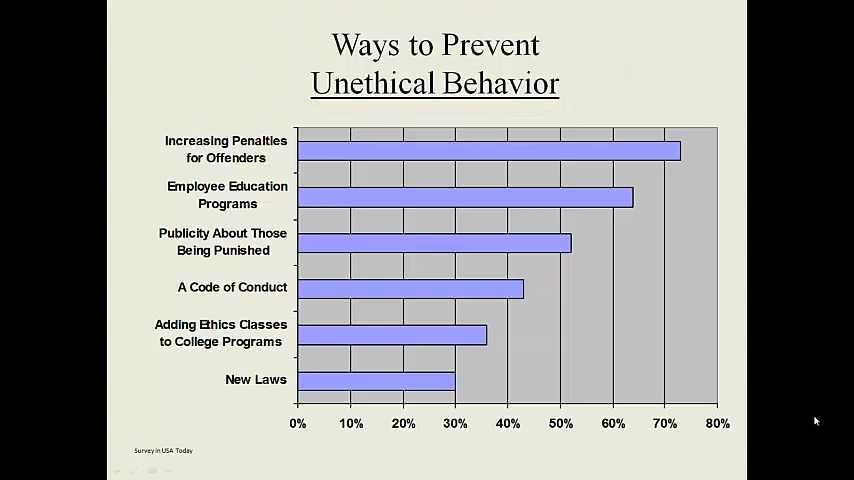 Ways to Prevent
Unethical Behavior
Increasing Penalties
for Offenders
Employee Education
Programs
Publicity About Those
Being Punished
A Code of Conduct
Adding Ethics Classes
to College Programs
New Laws
0% 10% 20% 30% 40% 50% 60% 70% 80%
Survey in USA Today